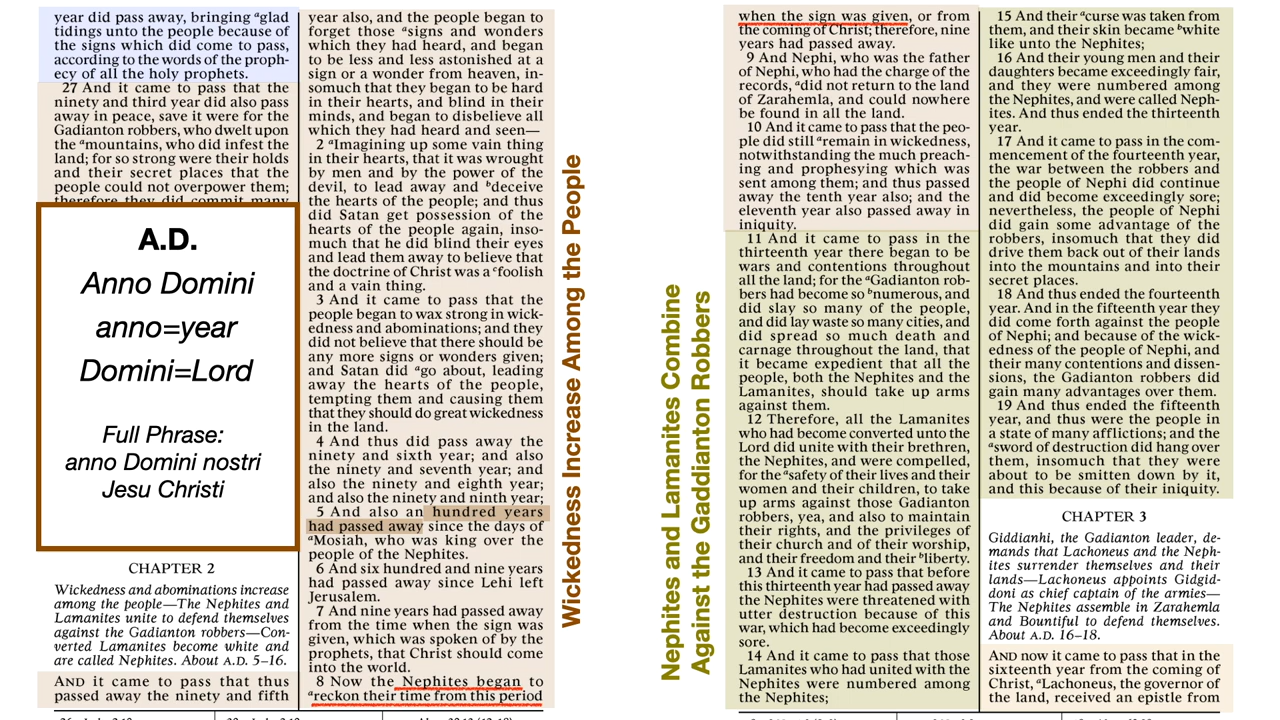 year did pass away, bringing ᵃglad
tidings unto the people because of
the signs which did come to pass,
according to the words of the proph-
ecy of all the holy prophets.
27 And it came to pass that the
ninety and third year did also pass
away in peace, save it were for the
Gadianton robbers, who dwelt upon
the ᵃmountains, who did infest the
land; for so strong were their holds
and their secret places that the
people could not overpower them;
therefore they did commit many
A.D.
Anno Domini
anno=year
Domini=Lord
Full Phrase:
anno Domini nostri
Jesu Christi
CHAPTER 2
Wickedness and abominations increase
among the people—The Nephites and
Lamanites unite to defend themselves
against the Gadianton robbers—Con-
verted Lamanites become white and
are called Nephites. About A.D. 5–16.
AND it came to pass that thus
passed away the ninety and fifth
year also, and the people began to
forget those ᵃsigns and wonders
which they had heard, and began
to be less and less astonished at a
sign or a wonder from heaven, in-
somuch that they began to be hard
in their hearts, and blind in their
minds, and began to disbelieve all
which they had heard and seen—
2 ᵃImagining up some vain thing
in their hearts, that it was wrought
by men and by the power of the
devil, to lead away and ᵇdeceive
the hearts of the people; and thus
did Satan get possession of the
hearts of the people again, inso-
much that he did blind their eyes
and lead them away to believe that
the doctrine of Christ was a ᶜfoolish
and a vain thing.
3 And it came to pass that the
people began to wax strong in wick-
edness and abominations; and they
did not believe that there should be
any more signs or wonders given;
and Satan did ᵃgo about, leading
away the hearts of the people,
tempting them and causing them
that they should do great wickedness
in the land.
4 And thus did pass away the
ninety and sixth year; and also
the ninety and seventh year; and
also the ninety and eighth year;
and also the ninety and ninth year;
5 And also an hundred years
had passed away since the days of
ᵃMosiah, who was king over the
people of the Nephites.
6 And six hundred and nine years
had passed away since Lehi left
Jerusalem.
7 And nine years had passed away
from the time when the sign was
given, which was spoken of by the
prophets, that Christ should come
into the world.
8 Now the Nephites began to
ᵃreckon their time from this period
Wickedness Increase Among the People
Nephites and Lamanites Combine
Against the Gaddianton Robbers
when the sign was given, or from
the coming of Christ; therefore, nine
years had passed away.
9 And Nephi, who was the father
of Nephi, who had the charge of the
records, ᵃdid not return to the land
of Zarahemla, and could nowhere
be found in all the land.
10 And it came to pass that the peo-
ple did still ᵃremain in wickedness,
notwithstanding the much preach-
ing and prophesying which was
sent among them; and thus passed
away the tenth year also; and the
eleventh year also passed away in
iniquity.
11 And it came to pass in the
thirteenth year there began to be
wars and contentions throughout
all the land; for the ᵃGadianton rob-
bers had become so ᵇnumerous, and
did slay so many of the people,
and did lay waste so many cities, and
did spread so much death and
carnage throughout the land, that
it became expedient that all the
people, both the Nephites and the
Lamanites, should take up arms
against them.
12 Therefore, all the Lamanites
who had become converted unto the
Lord did unite with their brethren,
the Nephites, and were compelled,
for the ᵃsafety of their lives and their
women and their children, to take
up arms against those Gadianton
robbers, yea, and also to maintain
their rights, and the privileges of
their church and of their worship,
and their freedom and their ᵇliberty.
13 And it came to pass that before
this thirteenth year had passed away
the Nephites were threatened with
utter destruction because of this
war, which had become exceedingly
sore.
14 And it came to pass that those
Lamanites who had united with the
Nephites were numbered among
the Nephites;
15 And their ᵃcurse was taken from
them, and their skin became ᵇwhite
like unto the Nephites;
16 And their young men and their
daughters became exceedingly fair,
and they were numbered among
the Nephites, and were called Neph-
ites. And thus ended the thirteenth
year.
17 And it came to pass in the com-
mencement of the fourteenth year,
the war between the robbers and
the people of Nephi did continue
and did become exceedingly sore;
nevertheless, the people of Nephi
did gain some advantage of the
robbers, insomuch that they did
drive them back out of their lands
into the mountains and into their
secret places.
18 And thus ended the fourteenth
year. And in the fifteenth year they
did come forth against the people
of Nephi; and because of the wick-
edness of the people of Nephi, and
their many contentions and dissen-
sions, the Gadianton robbers did
gain many advantages over them.
19 And thus ended the fifteenth
year, and thus were the people in
a state of many afflictions; and the
ᵃsword of destruction did hang over
them, insomuch that they were
about to be smitten down by it,
and this because of their iniquity.
CHAPTER 3
Giddianhi, the Gadianton leader, de-
mands that Lachoneus and the Neph-
ites surrender themselves and their
lands—Lachoneus appoints Gidgid-
doni as chief captain of the armies—
The Nephites assemble in Zarahemla
and Bountiful to defend themselves.
About A.D. 16–18.
AND now it came to pass that in the
sixteenth year from the coming of
Christ, ᵃLachoneus, the governor of
the land, received an epistle from